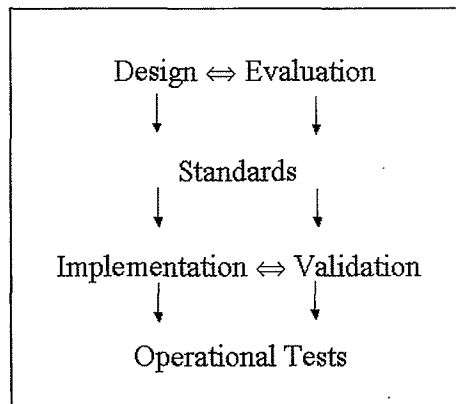 Design ⇔ Evaluation
Standards
Implementation ⇔ Validation
Operational Tests